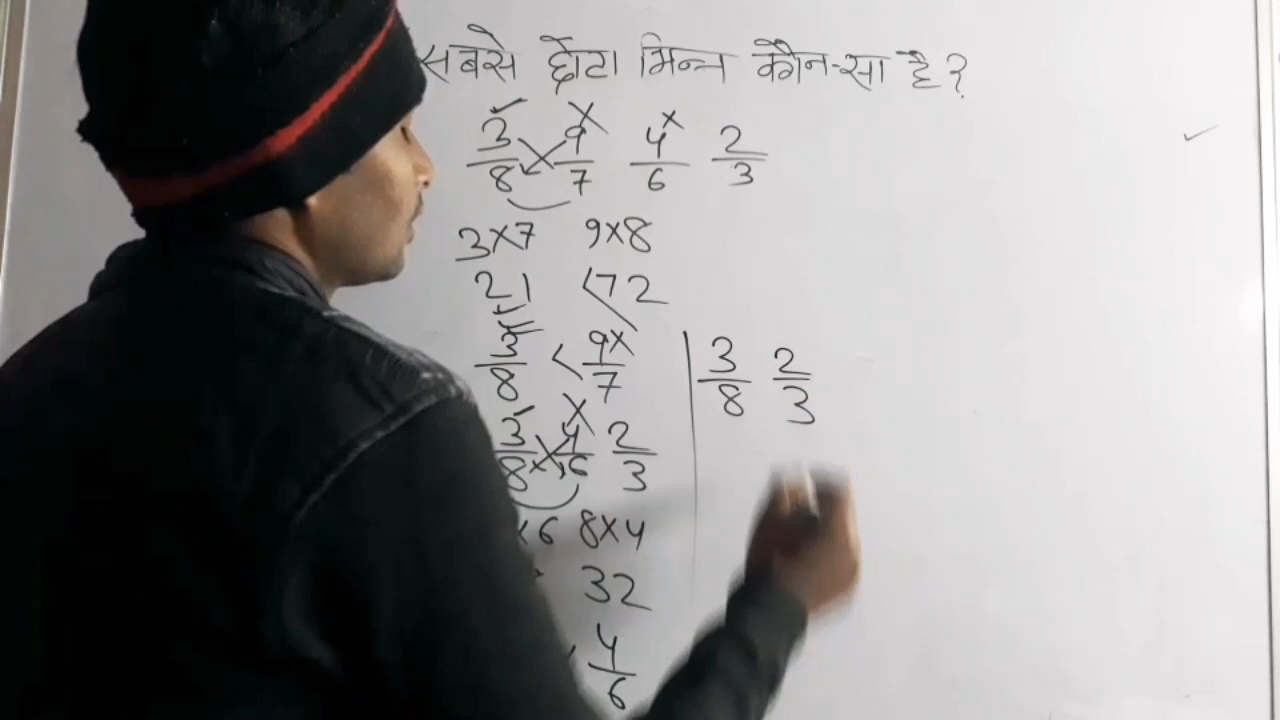 सबसे छोटा भिन्न कौन-सा है?
3/8 9/7 4/6 2/3
3×7 9×8
21 <72
3/8 < 9/7
3/8 4/6 2/3
×6 8×4
32
4/6
3/8 2/3